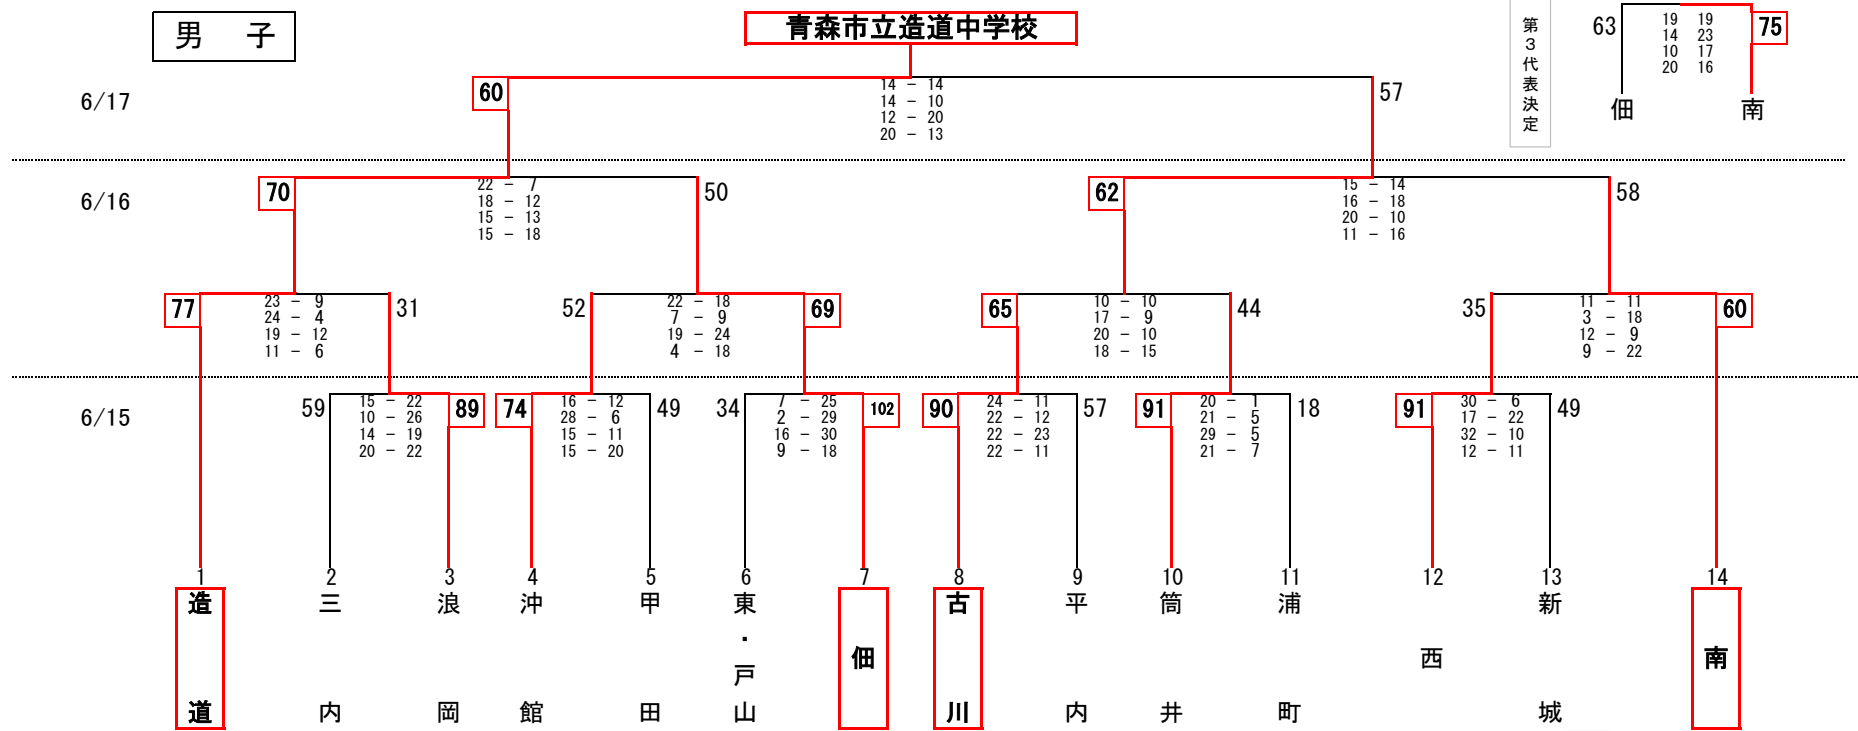 男 子
青森市立造道中学校
第3代表決定
63
19 19
14 23
10 17
20 16
75
佃
南
6/17
60
14 - 14
14 - 10
12 - 20
20 - 13
57
6/16
70
22 - 7
18 - 12
15 - 13
15 - 18
50
62
15 - 14
16 - 18
20 - 10
11 - 16
58
77
23 - 9
24 - 4
19 - 12
11 - 6
31
52
22 - 18
7 - 9
19 - 24
4 - 18
69
65
10 - 10
17 - 9
20 - 10
18 - 15
44
35
11 - 11
3 - 18
12 - 9
9 - 22
60
6/15
59
15 - 22
10 - 26
14 - 19
20 - 22
89
74
16 - 12
28 - 6
15 - 11
15 - 20
49
34
7 - 25
2 - 29
16 - 30
9 - 18
102
90
24 - 11
22 - 12
22 - 23
22 - 11
57
91
20 - 1
21 - 5
29 - 5
21 - 7
18
91
30 - 6
17 - 22
32 - 10
12 - 11
49
1
造道
2
三内
3
浪岡
4
沖館
5
甲田
6
東・戸山
7
佃
8
古川
9
平内
10
筒井
11
浦町
12
西
13
新城
14
南